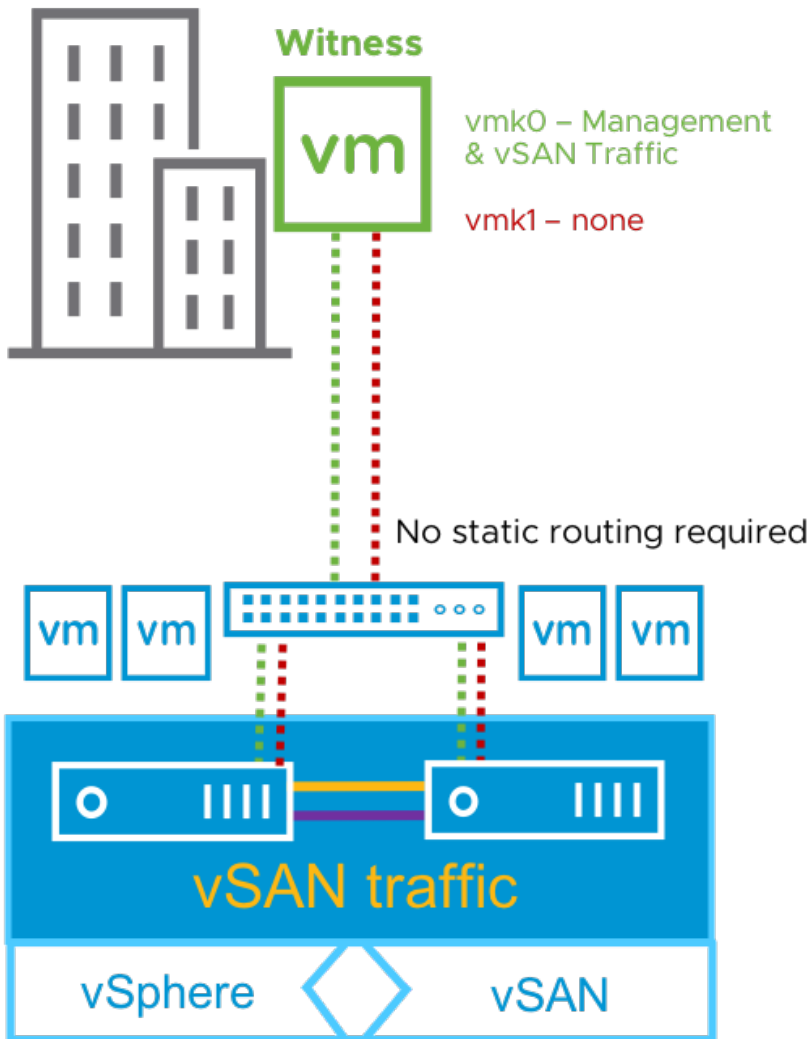 Witness
vm
vmk0 – Management
& vSAN Traffic
vmk1 – none
No static routing required
vm
vm
vm
vm
vSAN traffic
vSphere
vSAN